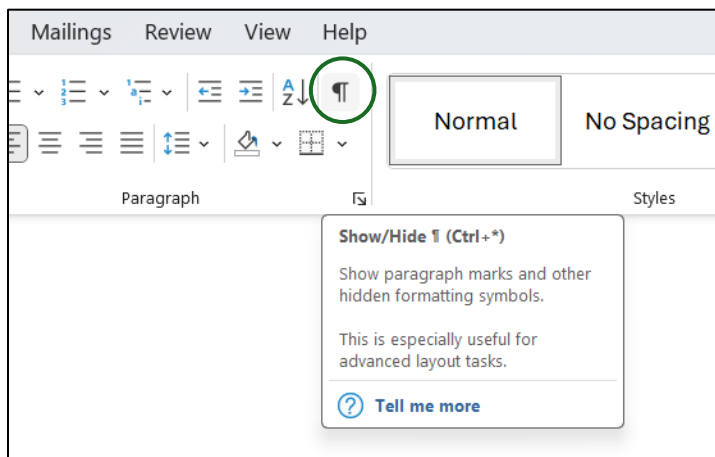 Mailings Review View Help
¶
Normal No Spacing
Paragraph Styles
Show/Hide ¶ (Ctrl+*)
Show paragraph marks and other
hidden formatting symbols.
This is especially useful for
advanced layout tasks.
Tell me more